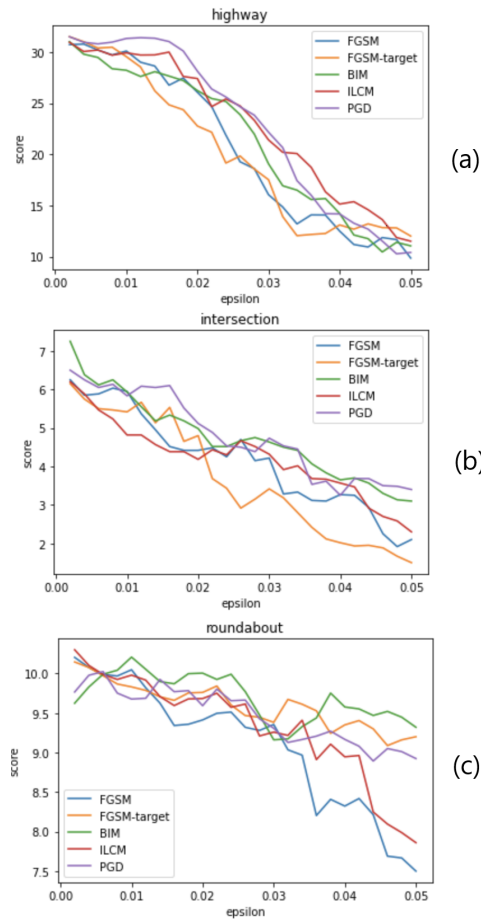 highway
30
25
20
15
10
score
FGSM
FGSM-target
BIM
ILCM
PGD
0.00 0.01 0.02 0.03 0.04 0.05
epsilon
(a)
intersection
7
6
5
4
3
2
score
FGSM
FGSM-target
BIM
ILCM
PGD
0.00 0.01 0.02 0.03 0.04 0.05
epsilon
(b)
roundabout
10.0
9.5
9.0
8.5
8.0
7.5
score
FGSM
FGSM-target
BIM
ILCM
PGD
0.00 0.01 0.02 0.03 0.04 0.05
epsilon
(c)